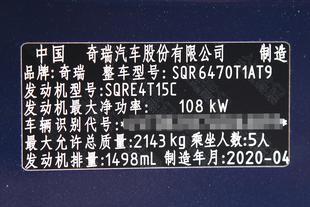 中国 奇瑞汽车股份有限公司 制造
品牌: 奇瑞 整车型号: SQR6470T1AT9
发动机型号: SQRE4T15C
发动机最大净功率: 108 kW
车辆识别代号:
最大允许总质量: 2143 kg 乘坐人数: 5人
发动机排量: 1498mL 制造年月: 2020-04